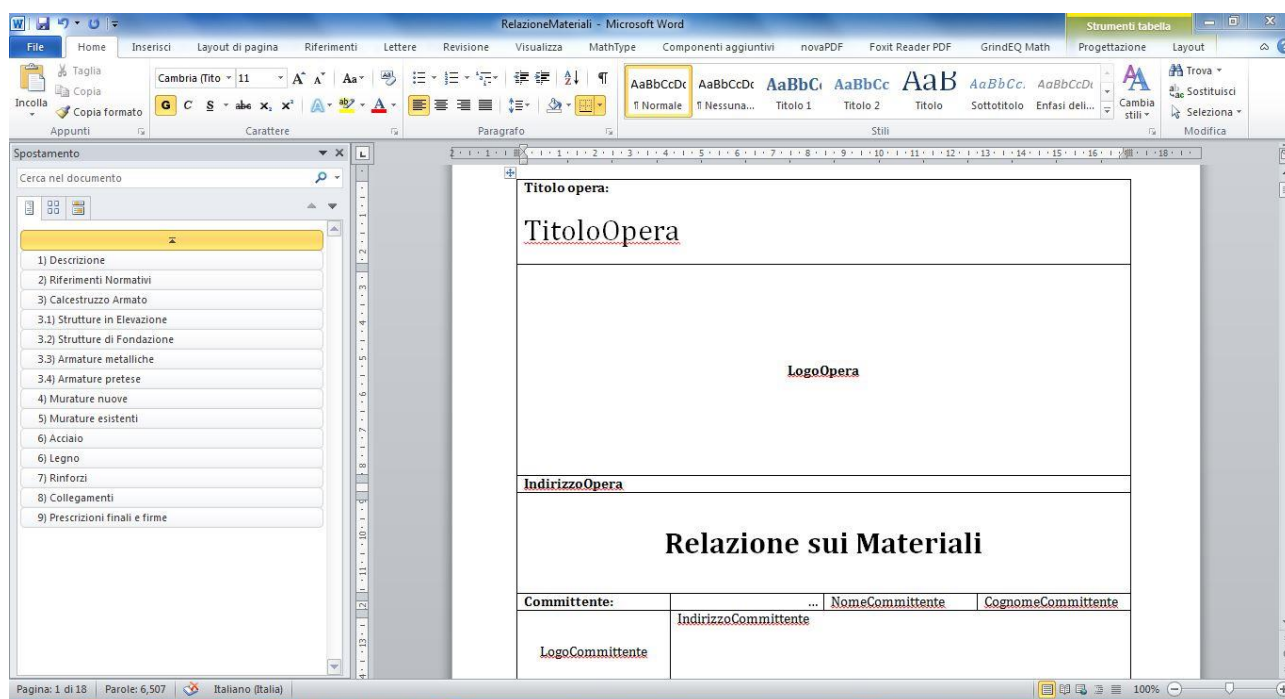 RelazioneMateriali - Microsoft Word
Strumenti tabella
File Home Inserisci Layout di pagina Riferimenti Lettere Revisione Visualizza MathType Componenti aggiuntivi novaPDF Foxit Reader PDF GrindEQ Math Progettazione Layout
Incolla
Taglia
Copia
Copia formato
Appunti
Cambria (Tito 11
G C S abc x₂ x²
Carattere
Paragrafo
AaBbCcDc AaBbCcDc AaBbC AaBbCc AaB AaBbCc. AaBbCcDt
¶ Normale ¶ Nessuna... Titolo 1 Titolo 2 Titolo Sottotitolo Enfasi deli...
Cambia stili
Stili
Trova
Sostituisci
Seleziona
Modifica
Spostamento
Cerca nel documento
1) Descrizione
2) Riferimenti Normativi
3) Calcestruzzo Armato
3.1) Strutture in Elevazione
3.2) Strutture di Fondazione
3.3) Armature metalliche
3.4) Armature pretese
4) Murature nuove
5) Murature esistenti
6) Acciaio
6) Legno
7) Rinforzi
8) Collegamenti
9) Prescrizioni finali e firme
Titolo opera:
TitoloOpera
LogoOpera
IndirizzoOpera
Relazione sui Materiali
Committente: ... NomeCommittente CognomeCommittente
IndirizzoCommittente
LogoCommittente
Pagina: 1 di 18 Parole: 6,507 Italiano (Italia) 100%